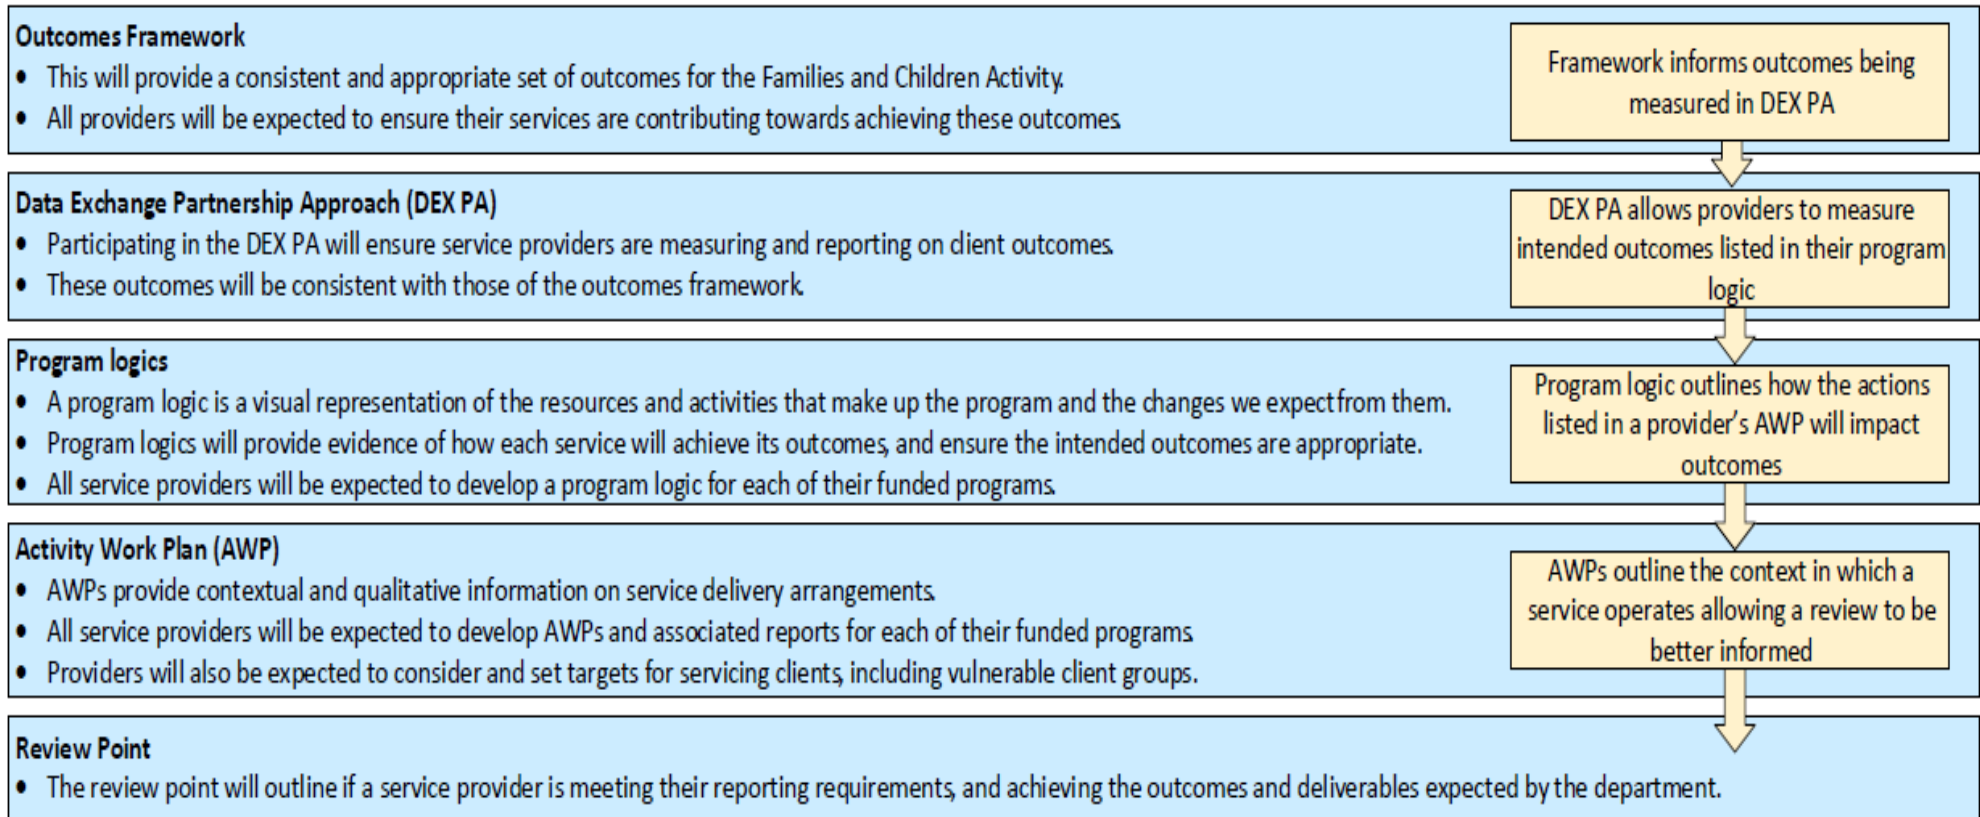 Outcomes Framework
• This will provide a consistent and appropriate set of outcomes for the Families and Children Activity.
• All providers will be expected to ensure their services are contributing towards achieving these outcomes.
Framework informs outcomes being
measured in DEX PA
Data Exchange Partnership Approach (DEX PA)
• Participating in the DEX PA will ensure service providers are measuring and reporting on client outcomes.
• These outcomes will be consistent with those of the outcomes framework.
DEX PA allows providers to measure
intended outcomes listed in their program
logic
Program logics
• A program logic is a visual representation of the resources and activities that make up the program and the changes we expect from them.
• Program logics will provide evidence of how each service will achieve its outcomes, and ensure the intended outcomes are appropriate.
• All service providers will be expected to develop a program logic for each of their funded programs.
Program logic outlines how the actions
listed in a provider's AWP will impact
outcomes
Activity Work Plan (AWP)
• AWPs provide contextual and qualitative information on service delivery arrangements.
• All service providers will be expected to develop AWPs and associated reports for each of their funded programs.
• Providers will also be expected to consider and set targets for servicing clients, including vulnerable client groups.
AWPs outline the context in which a
service operates allowing a review to be
better informed
Review Point
• The review point will outline if a service provider is meeting their reporting requirements, and achieving the outcomes and deliverables expected by the department.